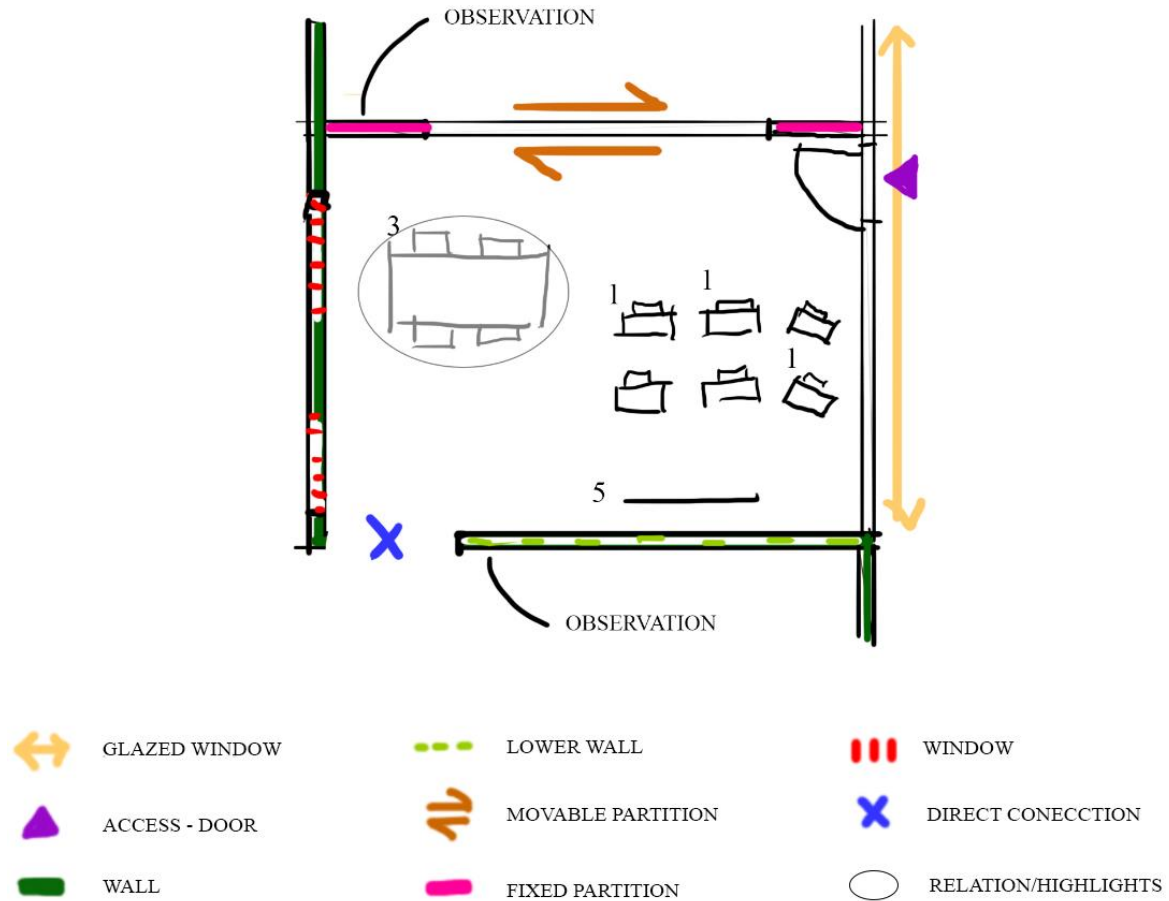 OBSERVATION
3
1
1
1
5
OBSERVATION
GLAZED WINDOW
LOWER WALL
WINDOW
ACCESS - DOOR
MOVABLE PARTITION
DIRECT CONECCTION
WALL
FIXED PARTITION
RELATION/HIGHLIGHTS